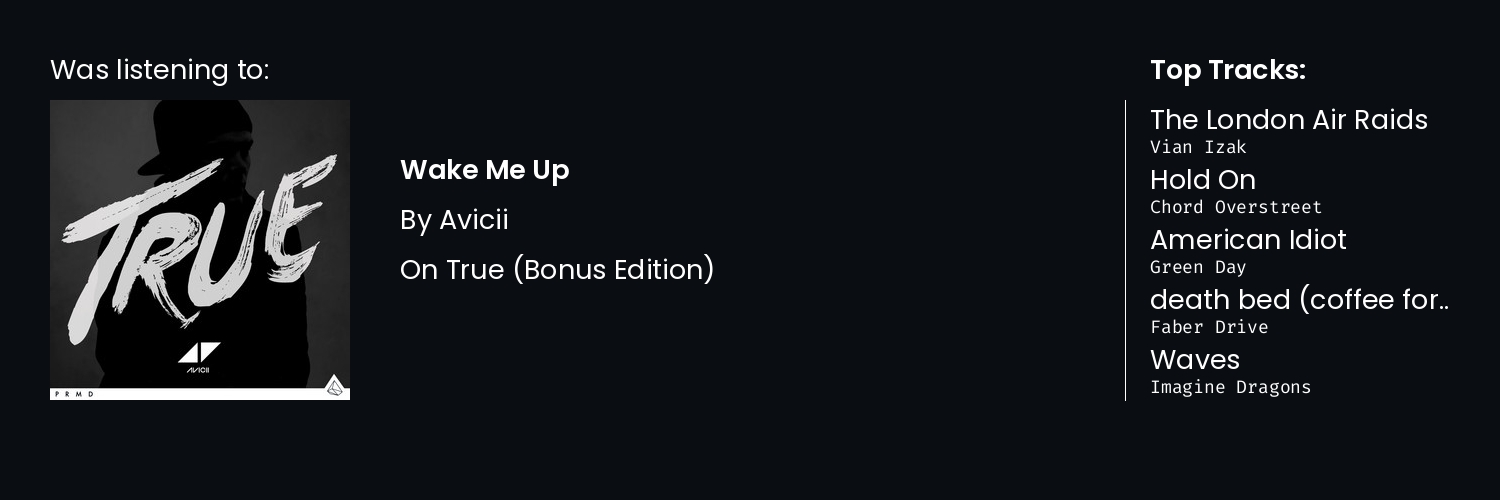 Was listening to:
TRUE
AVICII
PRMD
Wake Me Up
By Avicii
On True (Bonus Edition)
Top Tracks:
The London Air Raids
Vian Izak
Hold On
Chord Overstreet
American Idiot
Green Day
death bed (coffee for..
Faber Drive
Waves
Imagine Dragons